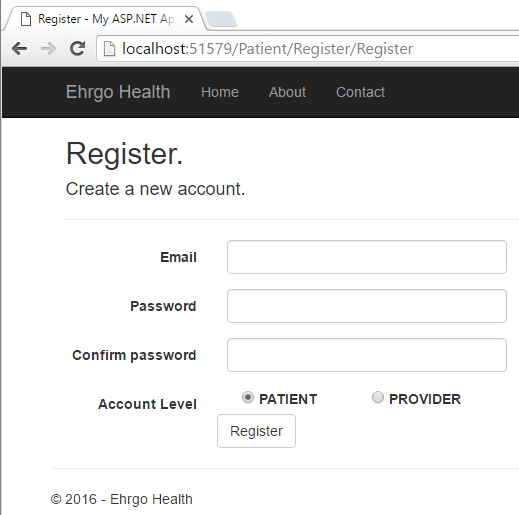 Register - My ASP.NET Ap
localhost:51579/Patient/Register/Register
Ehrgo Health Home About Contact
Register.
Create a new account.
Email
Password
Confirm password
Account Level PATIENT PROVIDER
Register
© 2016 - Ehrgo Health